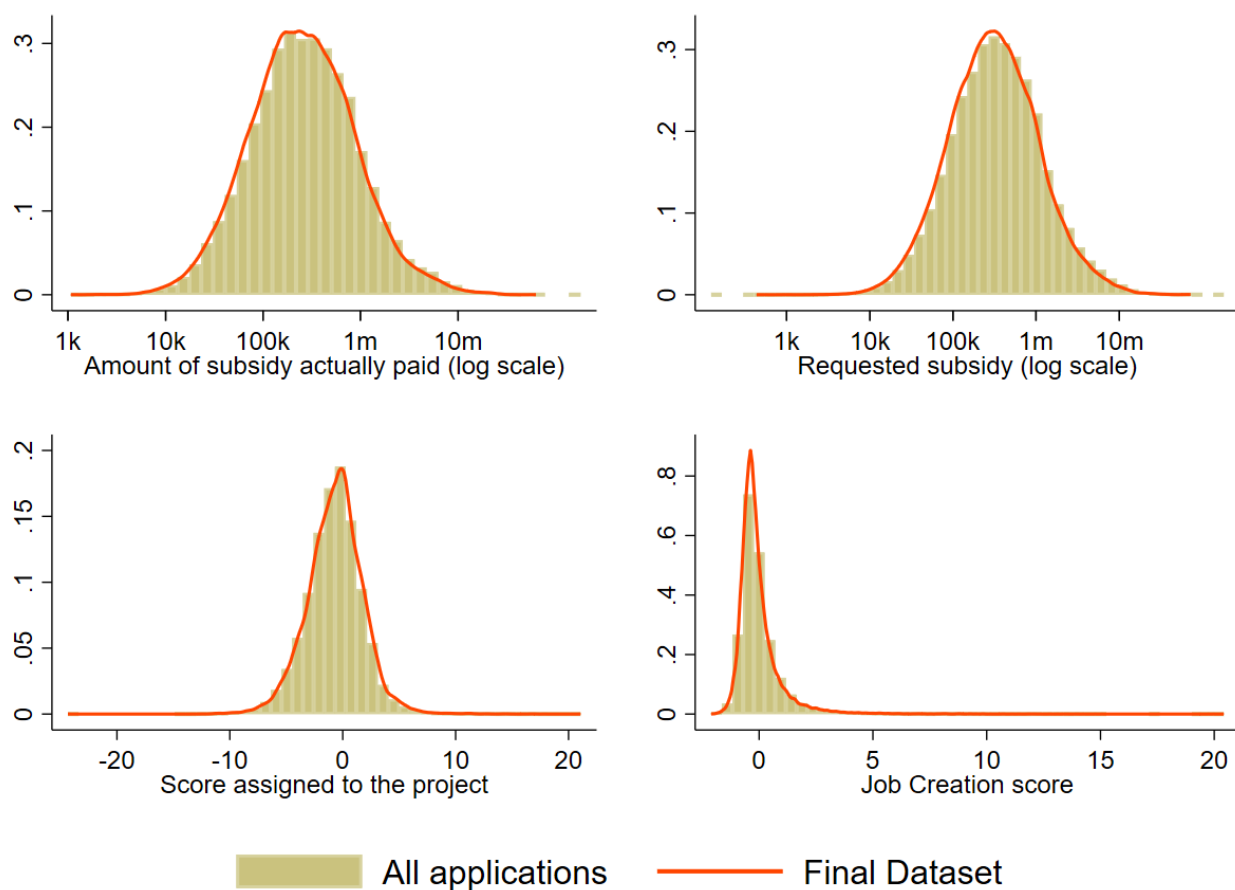 .3
.2
.1
0
1k 10k 100k 1m 10m
Amount of subsidy actually paid (log scale)
.3
.2
.1
0
1k 10k 100k 1m 10m
Requested subsidy (log scale)
.2
.15
.1
.05
0
-20 -10 0 10 20
Score assigned to the project
.8
.6
.4
.2
0
0 5 10 15 20
Job Creation score
All applications Final Dataset